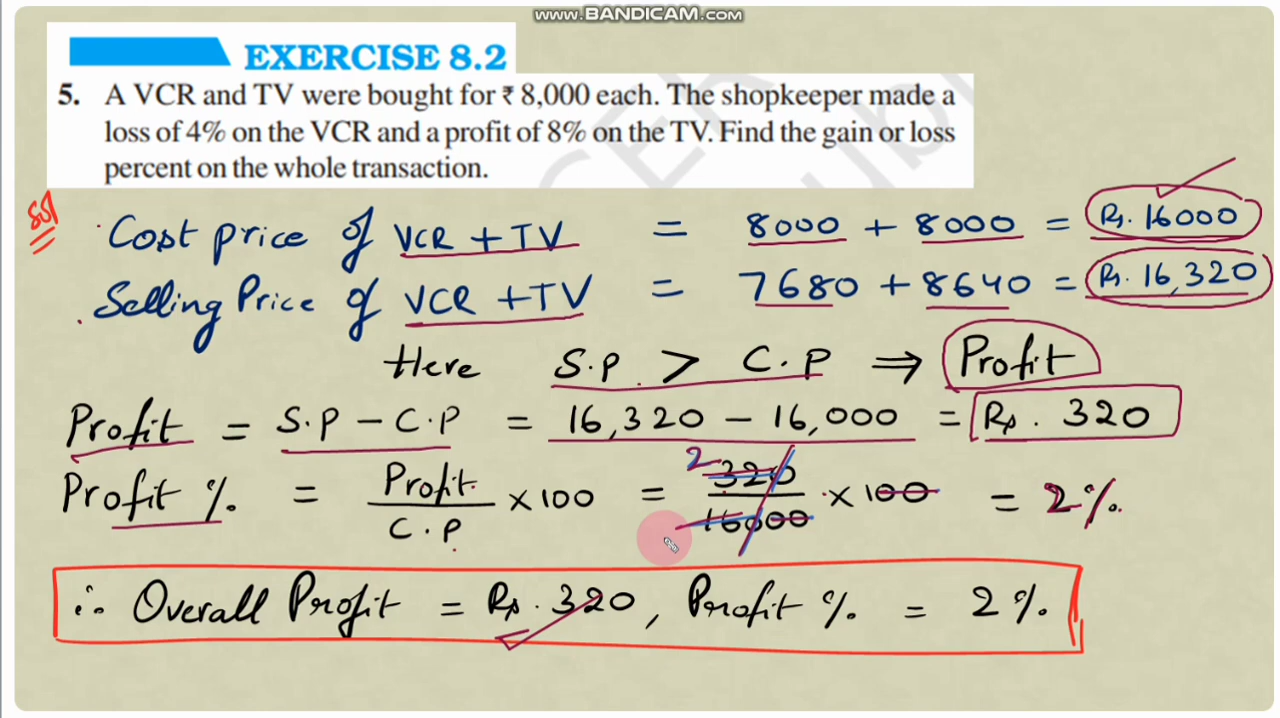 WWW.BANDICAM.COM
EXERCISE 8.2
5. A VCR and TV were bought for ₹ 8,000 each. The shopkeeper made a
loss of 4% on the VCR and a profit of 8% on the TV. Find the gain or loss
percent on the whole transaction.
Sol
Cost price of VCR + TV = 8000 + 8000 = Rs. 16000
Selling Price of VCR + TV = 7680 + 8640 = Rs. 16,320
Here S.P > C.P ⇒ Profit
Profit = S.P - C.P = 16,320 - 16,000 = Rs. 320
Profit % = Profit / C.P × 100 = 2 320 / 16000 × 100 = 2%.
∴ Overall Profit = Rs. 320, Profit % = 2%.